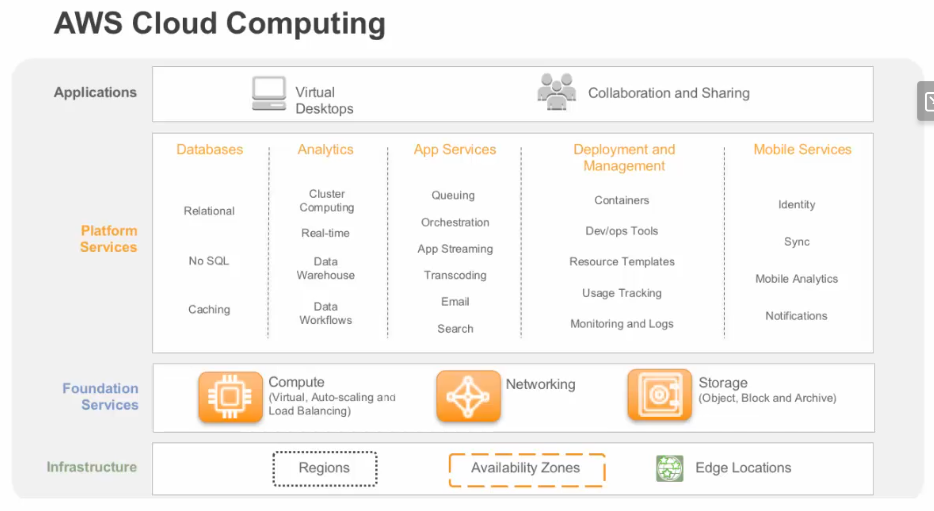 AWS Cloud Computing
Applications
Virtual
Desktops
Collaboration and Sharing
Platform
Services
Databases
Relational
No SQL
Caching
Analytics
Cluster
Computing
Real-time
Data
Warehouse
Data
Workflows
App Services
Queuing
Orchestration
App Streaming
Transcoding
Email
Search
Deployment and
Management
Containers
Dev/ops Tools
Resource Templates
Usage Tracking
Monitoring and Logs
Mobile Services
Identity
Sync
Mobile Analytics
Notifications
Foundation
Services
Compute
(Virtual, Auto-scaling and
Load Balancing)
Networking
Storage
(Object, Block and Archive)
Infrastructure
Regions
Availability Zones
Edge Locations